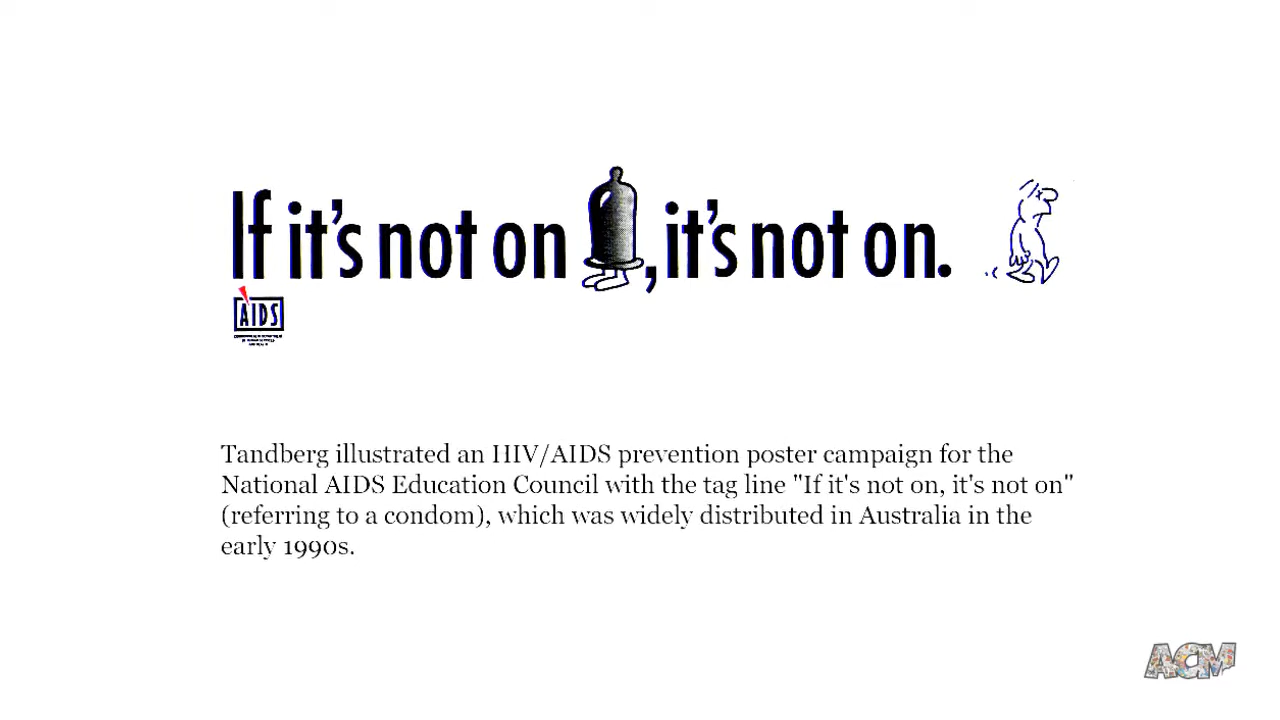 If it's not on, it's not on.
AIDS
Tandberg illustrated an HIV/AIDS prevention poster campaign for the
National AIDS Education Council with the tag line "If it's not on, it's not on"
(referring to a condom), which was widely distributed in Australia in the
early 1990s.
ACM